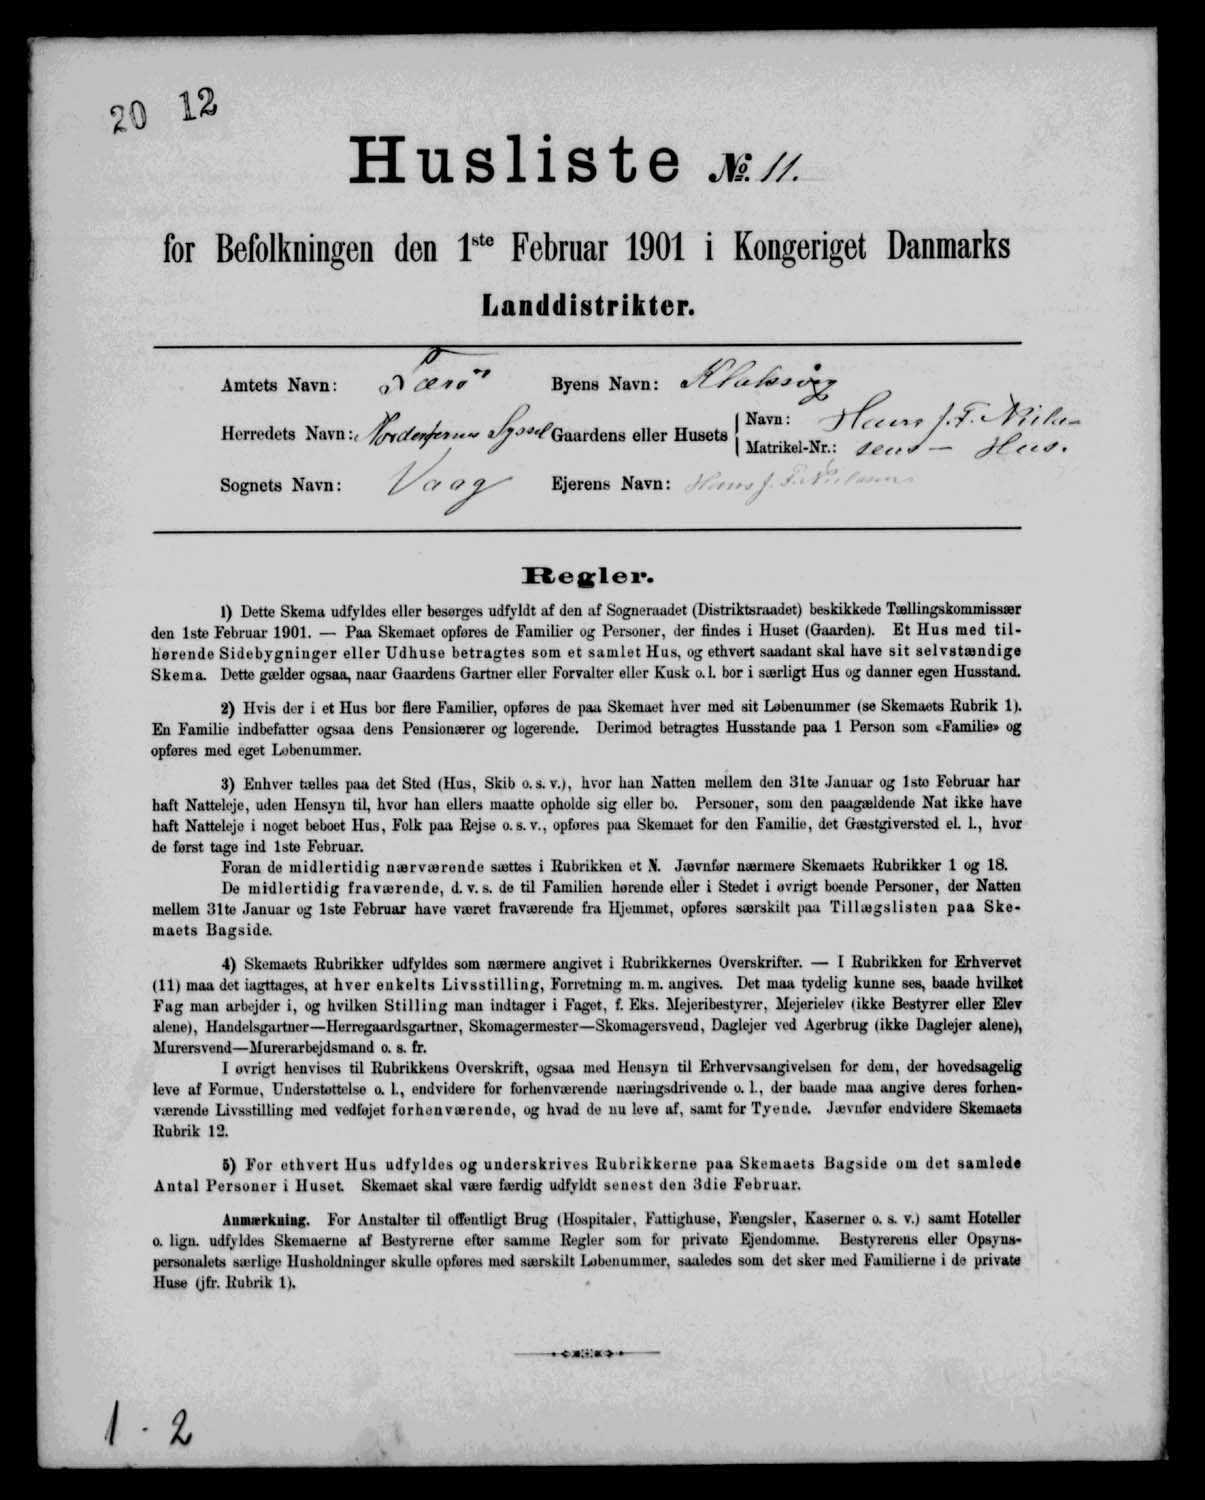 20 12
Husliste No. 11.
for Befolkningen den 1ste Februar 1901 i Kongeriget Danmarks
Landdistrikter.
Amtets Navn: Færø Byens Navn: Klaksvig
Herredets Navn: Nordenfjerns Syssel Gaardens eller Husets Navn: Hans J. F. Niela-
Matrikel-Nr.: sens – Hus.
Sognets Navn: Vaag Ejerens Navn: Hans J. F. Nielasen
Regler.
1) Dette Skema udfyldes eller besørges udfyldt af den af Sogneraadet (Distriktsraadet) beskikkede Tællingskommissær
den 1ste Februar 1901. — Paa Skemaet opføres de Familier og Personer, der findes i Huset (Gaarden). Et Hus med til-
hørende Sidebygninger eller Udhuse betragtes som et samlet Hus, og ethvert saadant skal have sit selvstændige
Skema. Dette gælder ogsaa, naar Gaardens Gartner eller Forvalter eller Kusk o. l. bor i særligt Hus og danner egen Husstand.
2) Hvis der i et Hus bor flere Familier, opføres de paa Skemaet hver med sit Løbenummer (se Skemaets Rubrik 1).
En Familie indbefatter ogsaa dens Pensionærer og logerende. Derimod betragtes Husstande paa 1 Person som «Familie» og
opføres med eget Løbenummer.
3) Enhver tælles paa det Sted (Hus, Skib o. s. v.), hvor han Natten mellem den 31te Januar og 1ste Februar har
haft Natteleje, uden Hensyn til, hvor han ellers maatte opholde sig eller bo. Personer, som den paagældende Nat ikke have
haft Natteleje i noget beboet Hus, Folk paa Rejse o. s. v., opføres paa Skemaet for den Familie, det Gæstgiversted el. l., hvor
de først tage ind 1ste Februar.
Foran de midlertidig nærværende sættes i Rubrikken et N. Jævnfør nærmere Skemaets Rubrikker 1 og 18.
De midlertidig fraværende, d. v. s. de til Familien hørende eller i Stedet i øvrigt boende Personer, der Natten
mellem 31te Januar og 1ste Februar have været fraværende fra Hjemmet, opføres særskilt paa Tillægslisten paa Ske-
maets Bagside.
4) Skemaets Rubrikker udfyldes som nærmere angivet i Rubrikkernes Overskrifter. — I Rubrikken for Erhvervet
(11) maa det iagttages, at hver enkelts Livsstilling, Forretning m. m. angives. Det maa tydelig kunne ses, baade hvilket
Fag man arbejder i, og hvilken Stilling man indtager i Faget, f. Eks. Mejeribestyrer, Mejerielev (ikke Bestyrer eller Elev
alene), Handelsgartner—Herregaardsgartner, Skomagermester—Skomagersvend, Daglejer ved Agerbrug (ikke Daglejer alene),
Murersvend—Murerarbejdsmand o. s. fr.
I øvrigt henvises til Rubrikkens Overskrift, ogsaa med Hensyn til Erhvervsangivelsen for dem, der hovedsagelig
leve af Formue, Understøttelse o. l., endvidere for forhenværende næringsdrivende o. l., der baade maa angive deres forhen-
værende Livsstilling med vedføjet forhenværende, og hvad de nu leve af, samt for Tyende. Jævnfør endvidere Skemaets
Rubrik 12.
5) For ethvert Hus udfyldes og underskrives Rubrikkerne paa Skemaets Bagside om det samlede
Antal Personer i Huset. Skemaet skal være færdig udfyldt senest den 3die Februar.
Anmærkning. For Anstalter til offentligt Brug (Hospitaler, Fattighuse, Fængsler, Kaserner o. s. v.) samt Hoteller
o. lign. udfyldes Skemaerne af Bestyrerne efter samme Regler som for private Ejendomme. Bestyrerens eller Opsyns-
personalets særlige Husholdninger skulle opføres med særskilt Løbenummer, saaledes som det sker med Familierne i de private
Huse (jfr. Rubrik 1).
1 - 2